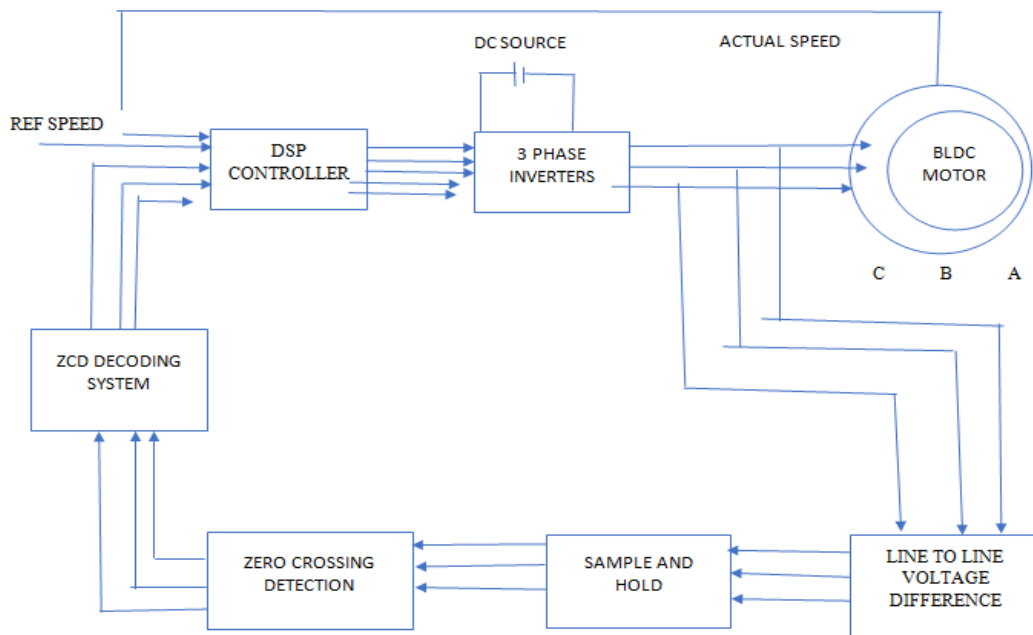 DC SOURCE
ACTUAL SPEED
REF SPEED
DSP
CONTROLLER
3 PHASE
INVERTERS
BLDC
MOTOR
C B A
ZCD DECODING
SYSTEM
ZERO CROSSING
DETECTION
SAMPLE AND
HOLD
LINE TO LINE
VOLTAGE
DIFFERENCE